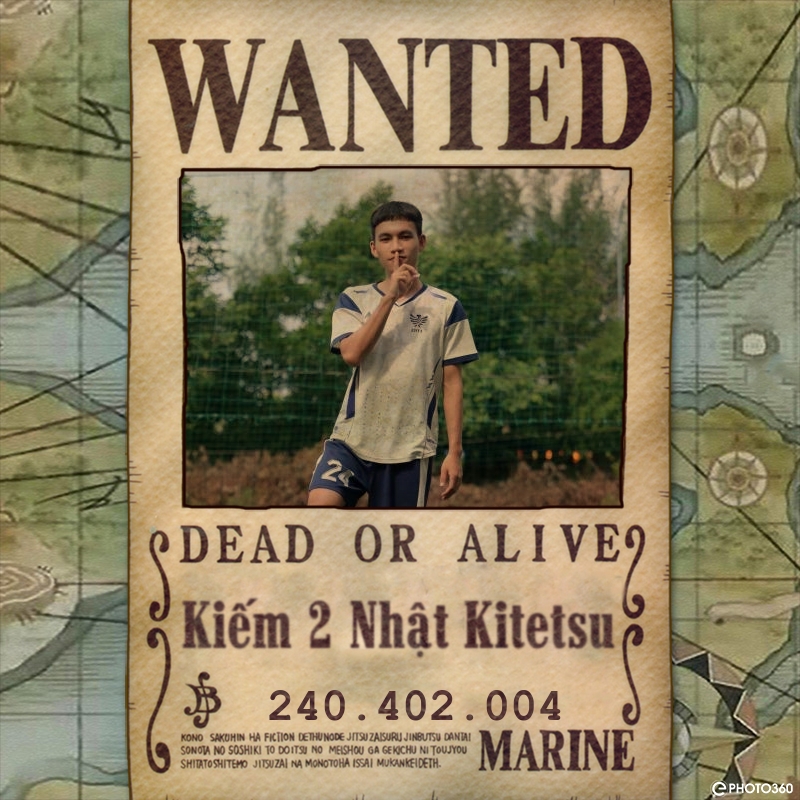 WANTED
24
DEAD OR ALIVE
Kiếm 2 Nhật Kitetsu
240.402.004
KONO SAKUHIN HA FICTION DETHUNODE JITSUZAISURU JINBUTSU DANTAI
SONOTA NO SOSHIKI TO DOITSU NO MEISHOU GA GEKICHU NI TOUJYOU
SHITATOSHITEMO JITSUZAI NA MONOTOHA ISSAI MUKANKEIDETH.
MARINE
PHOTO360